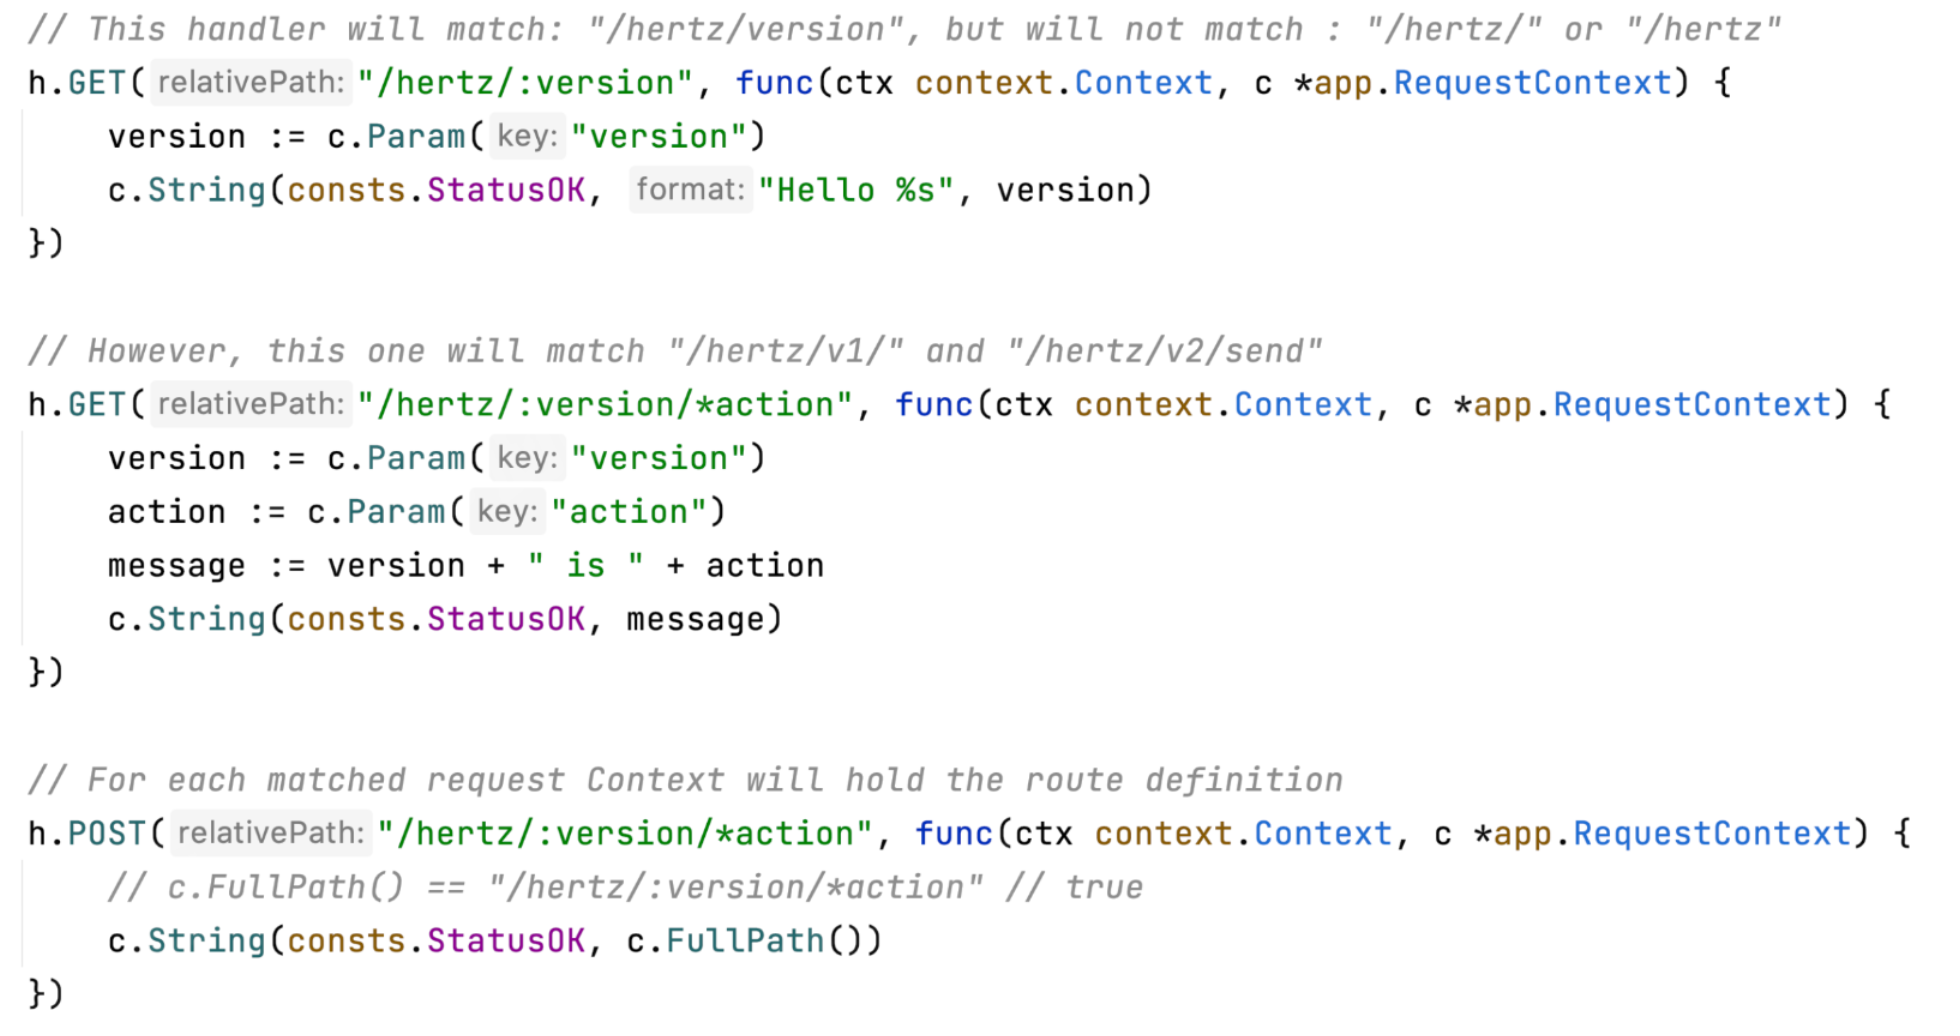 // This handler will match: "/hertz/version", but will not match : "/hertz/" or "/hertz"
h.GET( relativePath: "/hertz/:version", func(ctx context.Context, c *app.RequestContext) {
    version := c.Param( key: "version")
    c.String(consts.StatusOK, format: "Hello %s", version)
})

// However, this one will match "/hertz/v1/" and "/hertz/v2/send"
h.GET( relativePath: "/hertz/:version/*action", func(ctx context.Context, c *app.RequestContext) {
    version := c.Param( key: "version")
    action := c.Param( key: "action")
    message := version + " is " + action
    c.String(consts.StatusOK, message)
})

// For each matched request Context will hold the route definition
h.POST( relativePath: "/hertz/:version/*action", func(ctx context.Context, c *app.RequestContext) {
    // c.FullPath() == "/hertz/:version/*action" // true
    c.String(consts.StatusOK, c.FullPath())
})